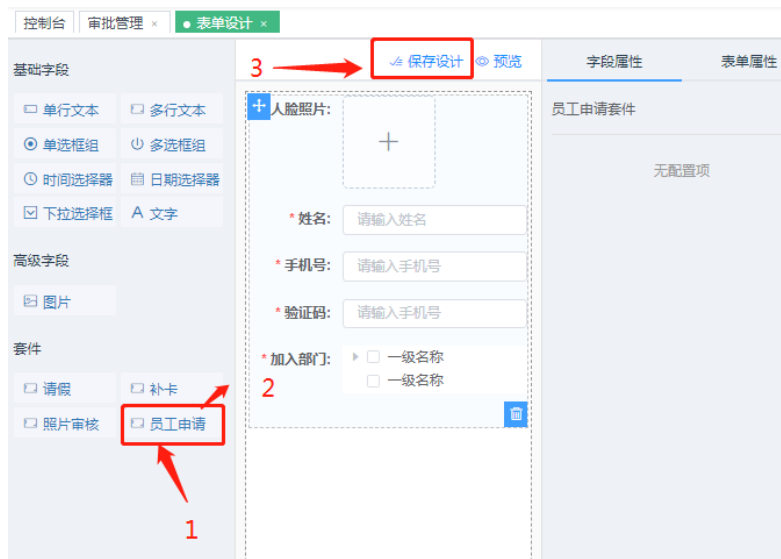 控制台 审批管理 × ● 表单设计 ×
基础字段
单行文本 多行文本
单选框组 多选框组
时间选择器 日期选择器
下拉选择框 A 文字
高级字段
图片
套件
请假 补卡
照片审核 员工申请
1
3 保存设计 预览
人脸照片:
+
* 姓名: 请输入姓名
* 手机号: 请输入手机号
* 验证码: 请输入手机号
* 加入部门: 一级名称
一级名称
2
字段属性 表单属性
员工申请套件
无配置项